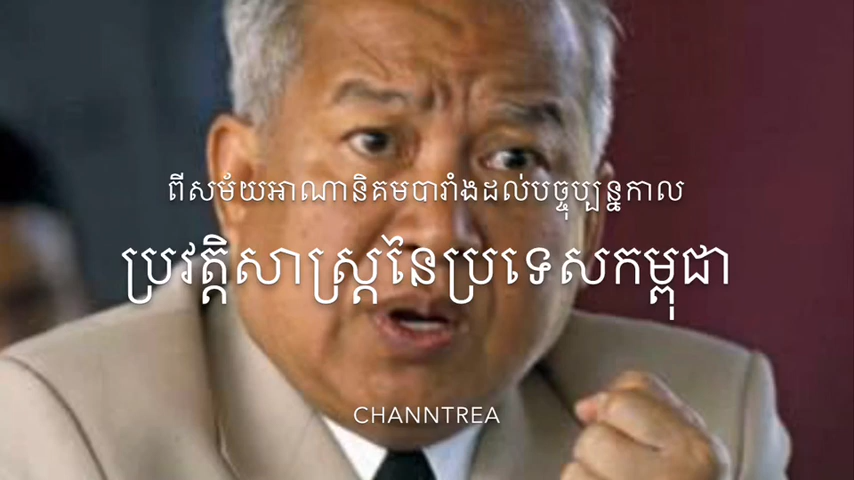 ពីសម័យអាណានិគមបារាំងដល់បច្ចុប្បន្នកាល
ប្រវត្តិសាស្ត្រនៃប្រទេសកម្ពុជា
CHANNTREA